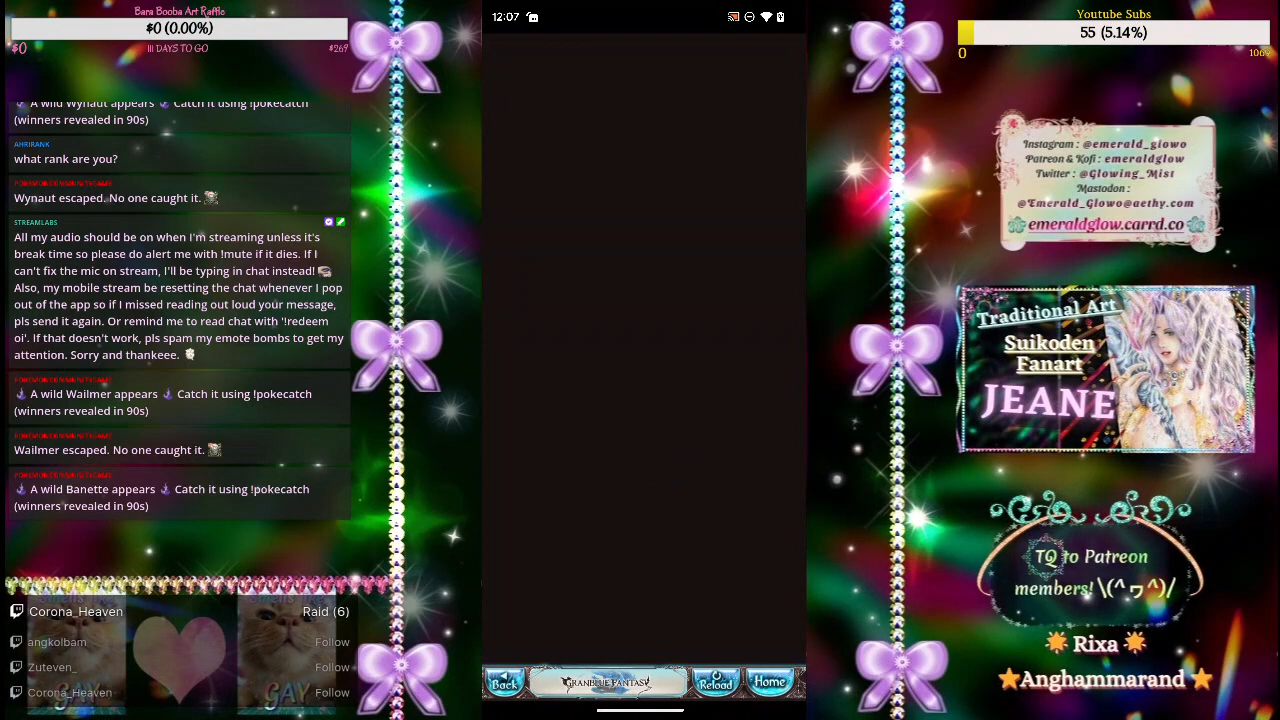 Bara Booba Art Raffle
$0 (0.00%)
$0
111 DAYS TO GO
$269
A wild Wynaut appears Catch it using !pokecatch
(winners revealed in 90s)
AHRIRANK
what rank are you?
POKEMONCOMMUNITYGAME
Wynaut escaped. No one caught it.
STREAMLABS
All my audio should be on when I'm streaming unless it's
break time so please do alert me with !mute if it dies. If I
can't fix the mic on stream, I'll be typing in chat instead!
Also, my mobile stream be resetting the chat whenever I pop
out of the app so if I missed reading out loud your message,
pls send it again. Or remind me to read chat with '!redeem
oi'. If that doesn't work, pls spam my emote bombs to get my
attention. Sorry and thankeee.
POKEMONCOMMUNITYGAME
A wild Wailmer appears Catch it using !pokecatch
(winners revealed in 90s)
POKEMONCOMMUNITYGAME
Wailmer escaped. No one caught it.
POKEMONCOMMUNITYGAME
A wild Banette appears Catch it using !pokecatch
(winners revealed in 90s)
Corona_Heaven Raid (6)
angkolbam Follow
Zuteven_ Follow
Corona_Heaven Follow
GAY
12:07
Back
GRANBLUE FANTASY
Reload
Home
Youtube Subs
55 (5.14%)
0
1069
Instagram : @emerald_glowo
Patreon & Kofi : emeraldglow
Twitter : @Glowing_Mist
Mastodon :
@Emerald_Glowo@aethy.com
emeraldglow.carrd.co
Traditional Art
Suikoden
Fanart
JEANE
TQ to Patreon
members! \(^ ワ ^)/
Rixa
Anghammarand